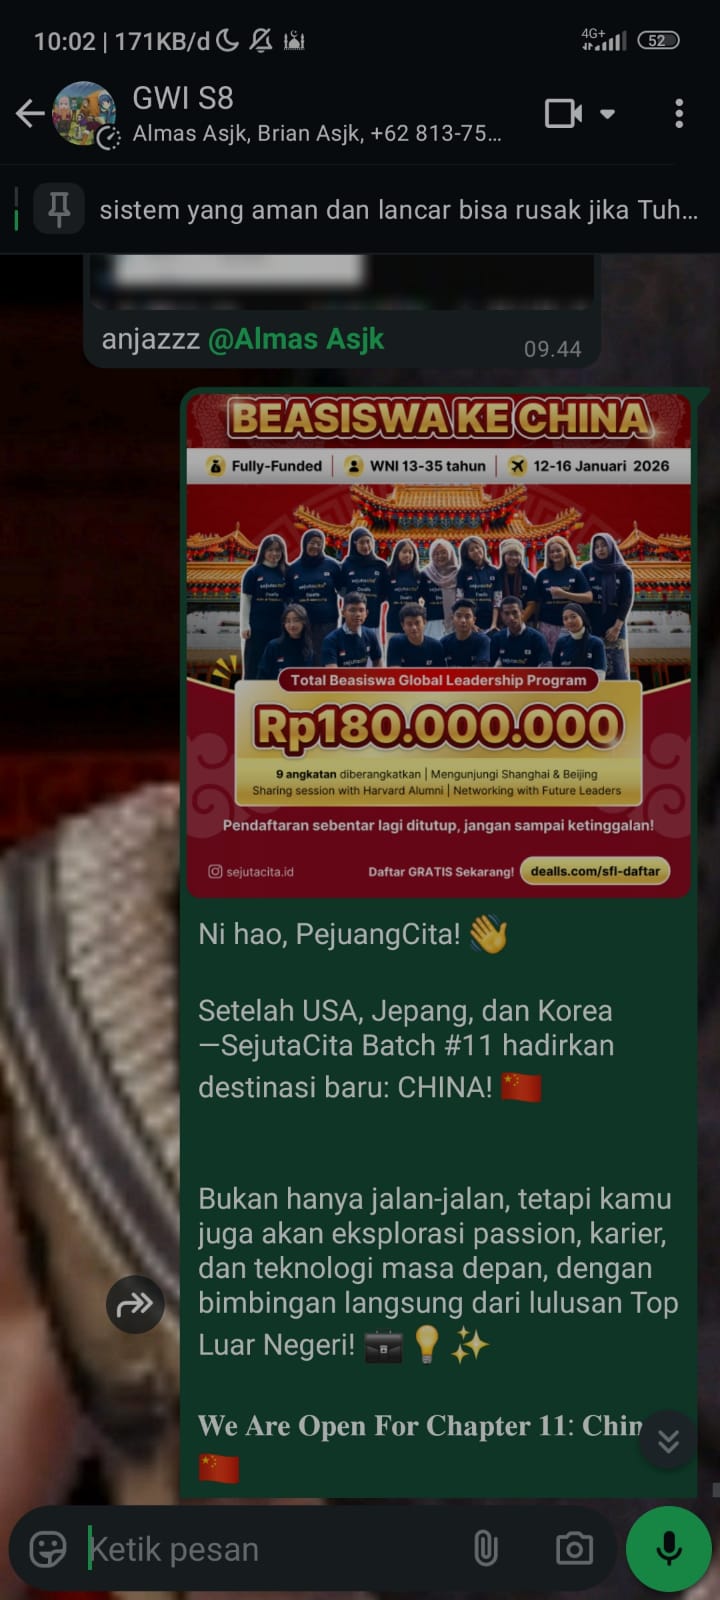 10:02 | 171KB/d
4G+
52
GWI S8
Almas Asjk, Brian Asjk, +62 813-75...
sistem yang aman dan lancar bisa rusak jika Tuh...
anjazzz @Almas Asjk
09.44
BEASISWA KE CHINA
Fully-Funded | WNI 13-35 tahun | 12-16 Januari 2026
Total Beasiswa Global Leadership Program
Rp180.000.000
9 angkatan diberangkatkan | Mengunjungi Shanghai & Beijing
Sharing session with Harvard Alumni | Networking with Future Leaders
Pendaftaran sebentar lagi ditutup, jangan sampai ketinggalan!
sejutacita.id
Daftar GRATIS Sekarang! dealls.com/sfl-daftar
Ni hao, PejuangCita! 👋
Setelah USA, Jepang, dan Korea
—SejutaCita Batch #11 hadirkan
destinasi baru: CHINA! 🇨🇳
Bukan hanya jalan-jalan, tetapi kamu
juga akan eksplorasi passion, karier,
dan teknologi masa depan, dengan
bimbingan langsung dari lulusan Top
Luar Negeri! 💼💡✨
𝐖𝐞 𝐀𝐫𝐞 𝐎𝐩𝐞𝐧 𝐅𝐨𝐫 𝐂𝐡𝐚𝐩𝐭𝐞𝐫 𝟏𝟏: 𝐂𝐡𝐢𝐧
🇨🇳
Ketik pesan